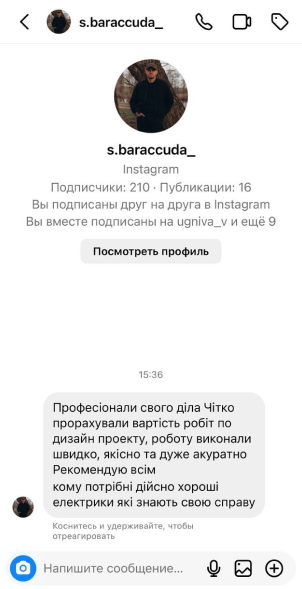 s.baraccuda_
s.baraccuda_
Instagram
Подписчики: 210 · Публикации: 16
Вы подписаны друг на друга в Instagram
Вы вместе подписаны на ugniva_v и ещё 9
Посмотреть профиль
15:36
Професіонали свого діла Чітко
прорахували вартість робіт по
дизайн проекту, роботу виконали
швидко, якісно та дуже акуратно
Рекомендую всім
кому потрібні дійсно хороші
електрики які знають свою справу
Коснитесь и удерживайте, чтобы
отреагировать
Напишите сообщение...